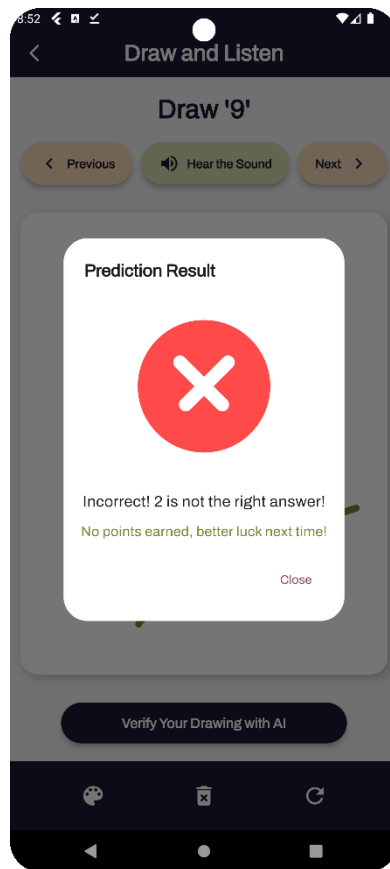 8:52
Draw and Listen
Draw '9'
Previous
Hear the Sound
Next
Prediction Result
Incorrect! 2 is not the right answer!
No points earned, better luck next time!
Close
Verify Your Drawing with AI